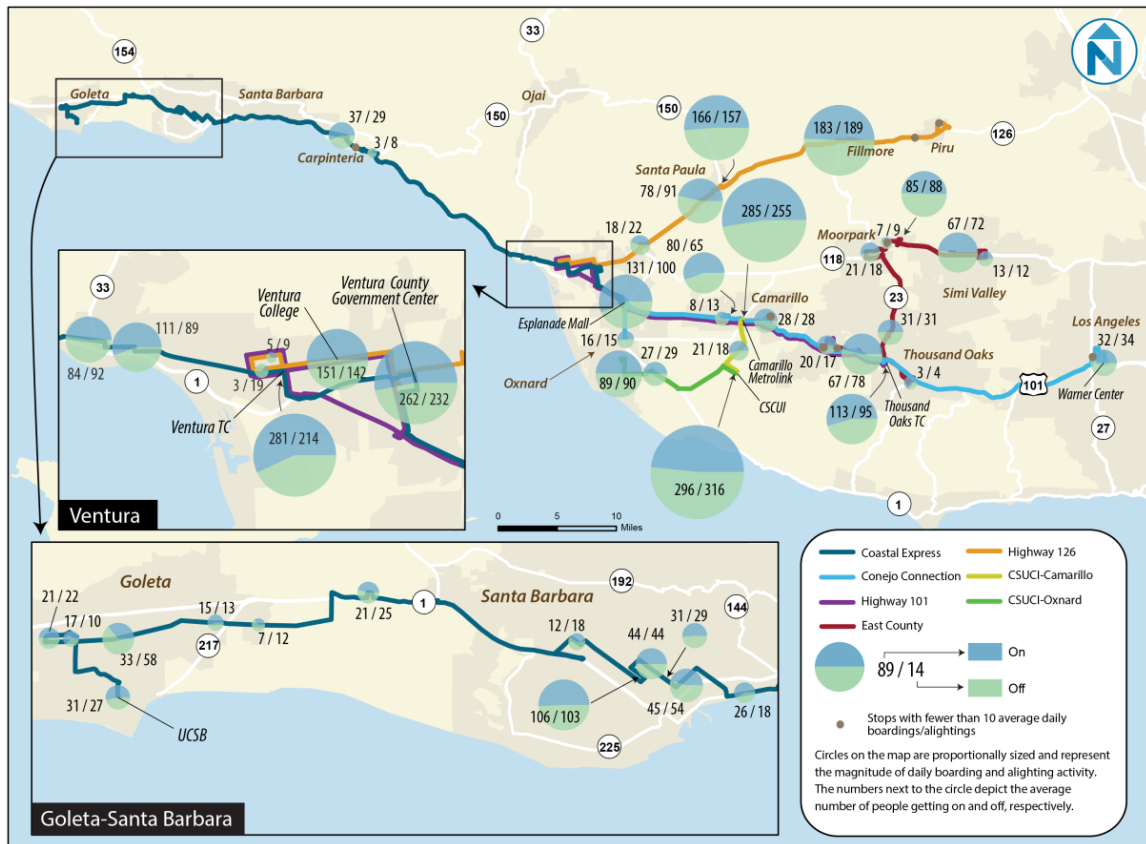 N
33
154
Goleta
Santa Barbara
Ojai
150
150
126
37 / 29
3 / 8
Carpinteria
166 / 157
183 / 189
Fillmore
Piru
Santa Paula
78 / 91
285 / 255
85 / 88
18 / 22
80 / 65
7 / 9
67 / 72
Moorpark
118
21 / 18
13 / 12
131 / 100
Simi Valley
23
8 / 13
Camarillo
28 / 28
Esplanade Mall
31 / 31
Los Angeles
32 / 34
16 / 15
27 / 29
21 / 18
Camarillo
Metrolink
20 / 17
Thousand Oaks
Oxnard
89 / 90
67 / 78
3 / 4
101
Warner Center
CSCUI
113 / 95
Thousand
Oaks TC
27
296 / 316
1
0 5 10
Miles
33
Ventura
College
Ventura County
Government Center
111 / 89
5 / 9
84 / 92
1
3 / 19
151 / 142
262 / 232
Ventura TC
281 / 214
Ventura
Goleta
192
Santa Barbara
144
21 / 22
17 / 10
15 / 13
7 / 12
21 / 25
1
12 / 18
44 / 44
31 / 29
217
33 / 58
31 / 27
UCSB
106 / 103
45 / 54
26 / 18
225
Goleta-Santa Barbara
Coastal Express
Highway 126
Conejo Connection
CSUCI-Camarillo
Highway 101
CSUCI-Oxnard
East County
89 / 14
On
Off
Stops with fewer than 10 average daily
boardings/alightings
Circles on the map are proportionally sized and represent
the magnitude of daily boarding and alighting activity.
The numbers next to the circle depict the average
number of people getting on and off, respectively.